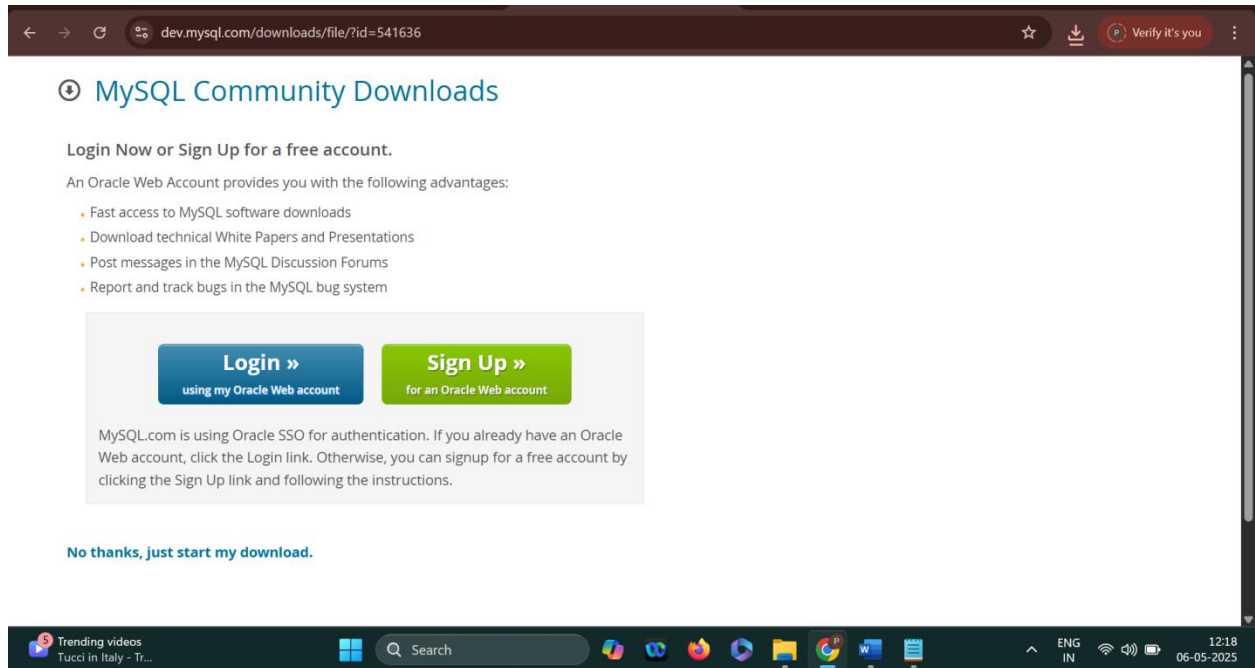 dev.mysql.com/downloads/file/?id=541636
P
Verify it's you
MySQL Community Downloads
Login Now or Sign Up for a free account.
An Oracle Web Account provides you with the following advantages:
Fast access to MySQL software downloads
Download technical White Papers and Presentations
Post messages in the MySQL Discussion Forums
Report and track bugs in the MySQL bug system
Login »
using my Oracle Web account
Sign Up »
for an Oracle Web account
MySQL.com is using Oracle SSO for authentication. If you already have an Oracle
Web account, click the Login link. Otherwise, you can signup for a free account by
clicking the Sign Up link and following the instructions.
No thanks, just start my download.
5
Trending videos
Tucci in Italy - Tr...
Search
P
W
ENG
IN
12:18
06-05-2025